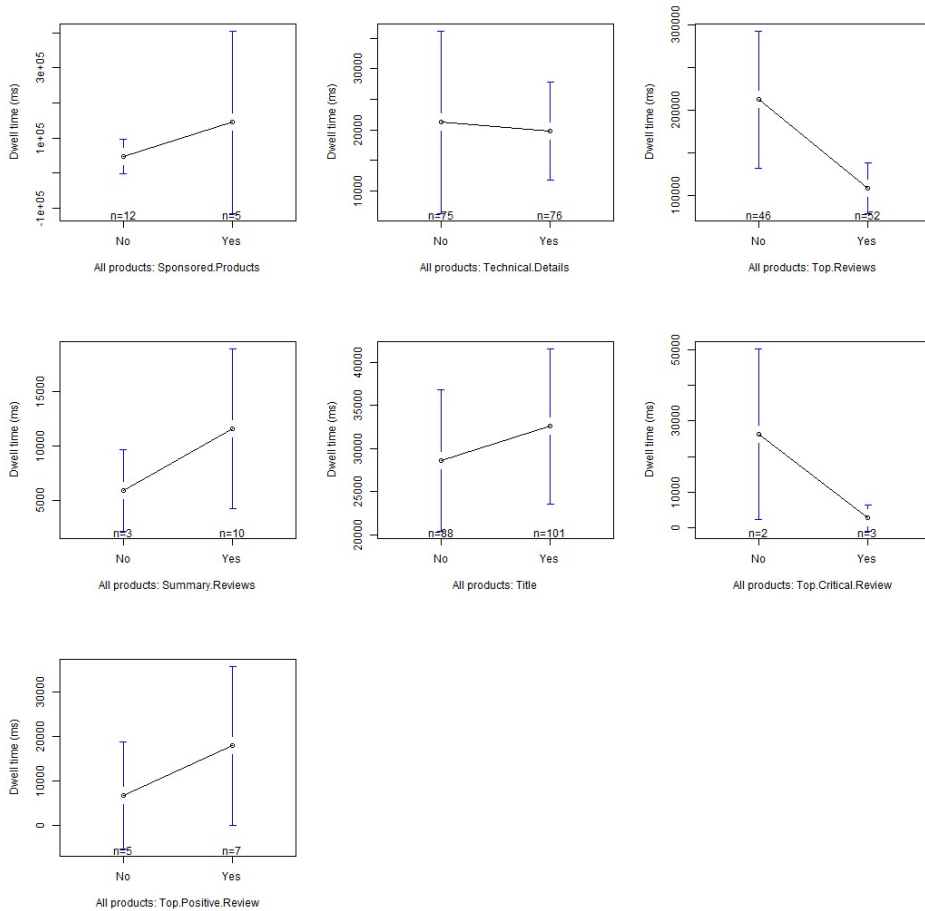 Dwell time (ms)
-1e+05
1e+05
3e+05
n=12
n=5
No
Yes
All products: Sponsored.Products
Dwell time (ms)
10000
20000
30000
n=75
n=76
No
Yes
All products: Technical.Details
Dwell time (ms)
100000
200000
300000
n=46
n=52
No
Yes
All products: Top.Reviews
Dwell time (ms)
5000
10000
15000
n=3
n=10
No
Yes
All products: Summary.Reviews
Dwell time (ms)
20000
25000
30000
35000
40000
n=88
n=101
No
Yes
All products: Title
Dwell time (ms)
0
10000
30000
50000
n=2
n=3
No
Yes
All products: Top.Critical.Review
Dwell time (ms)
0
10000
20000
30000
n=5
n=7
No
Yes
All products: Top.Positive.Review